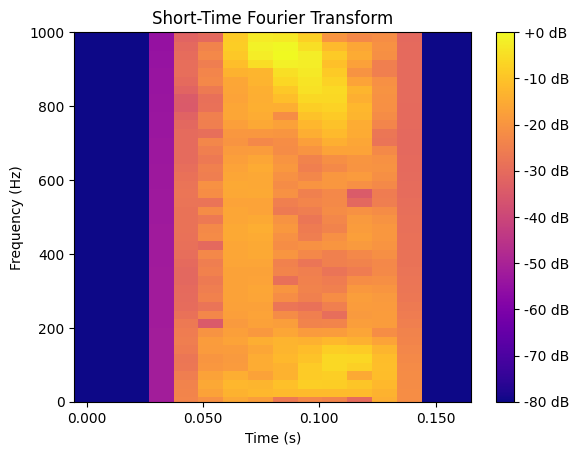 Short-Time Fourier Transform
1000
800
600
400
200
0
Frequency (Hz)
0.000
0.050
0.100
0.150
Time (s)
+0 dB
-10 dB
-20 dB
-30 dB
-40 dB
-50 dB
-60 dB
-70 dB
-80 dB